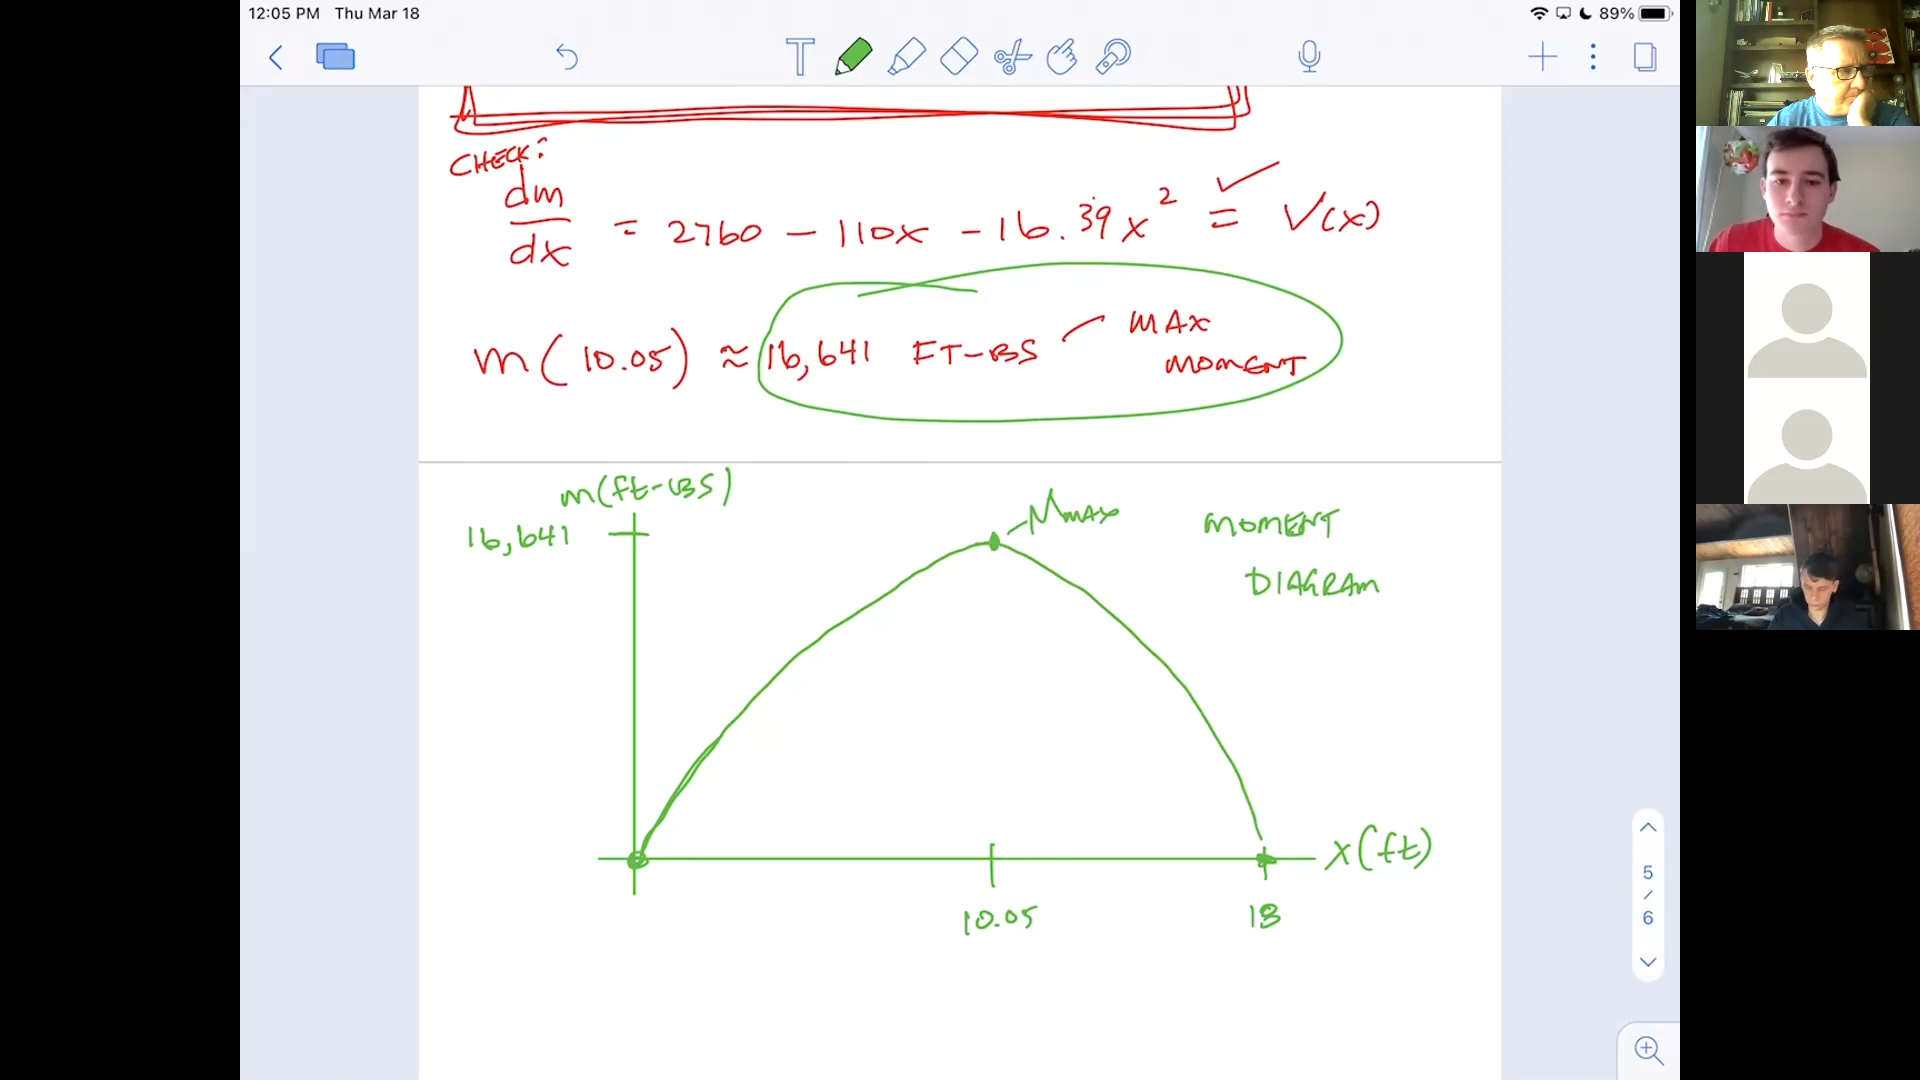 12:05 PM Thu Mar 18
89%
CHECK:
dm/dx = 2760 - 110x - 16.39x² = V(x)
m(10.05) ≈ 16,641 FT-LBS
MAX
MOMENT
m(ft-LBS)
16,641
Mmax
MOMENT
DIAGRAM
x(ft)
10.05
18
5
/
6